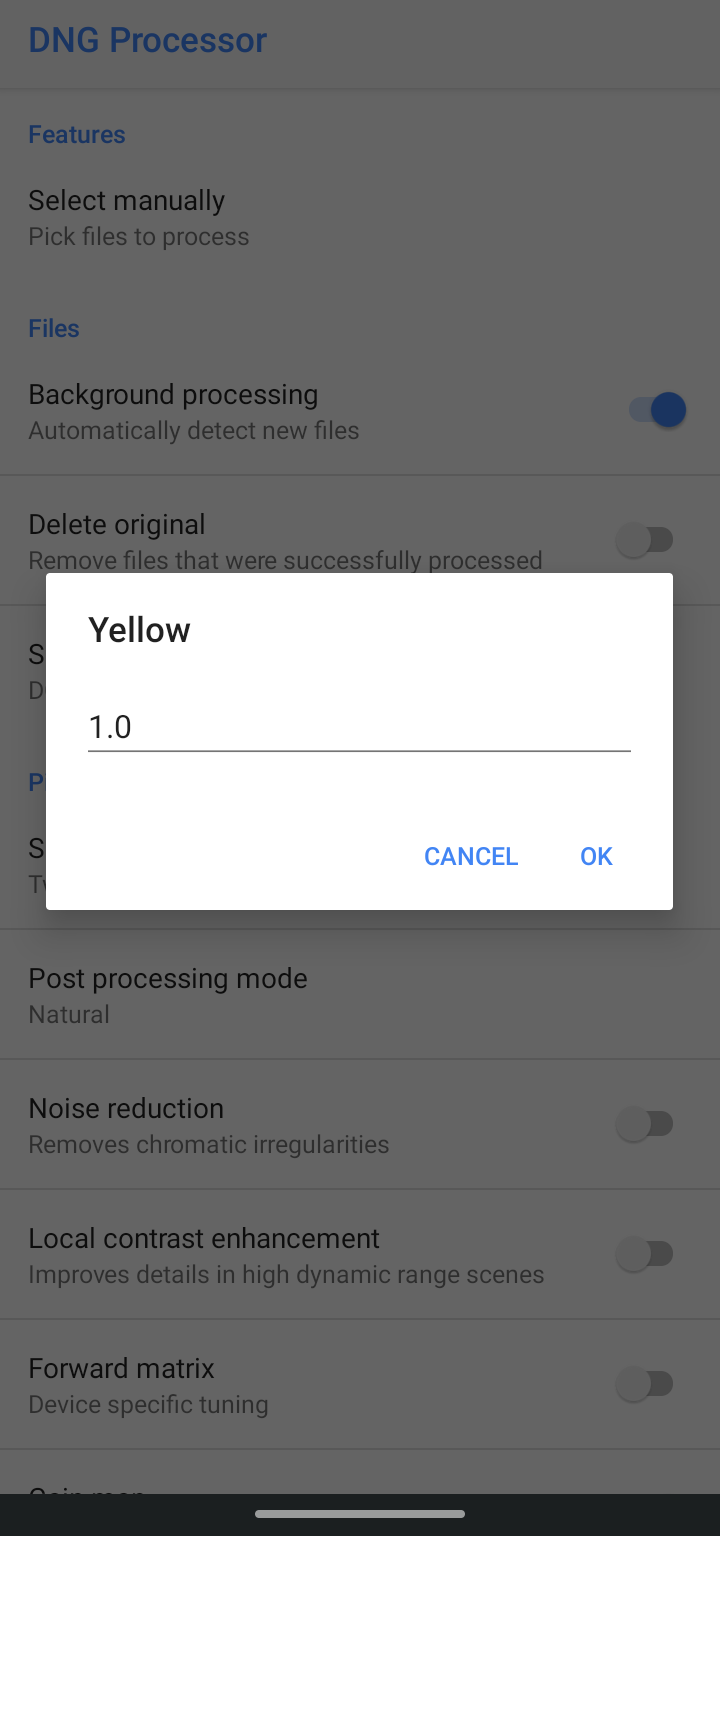 DNG Processor
Features
Select manually
Pick files to process
Files
Background processing
Automatically detect new files
Delete original
Remove files that were successfully processed
Yellow
1.0
CANCEL
OK
Post processing mode
Natural
Noise reduction
Removes chromatic irregularities
Local contrast enhancement
Improves details in high dynamic range scenes
Forward matrix
Device specific tuning